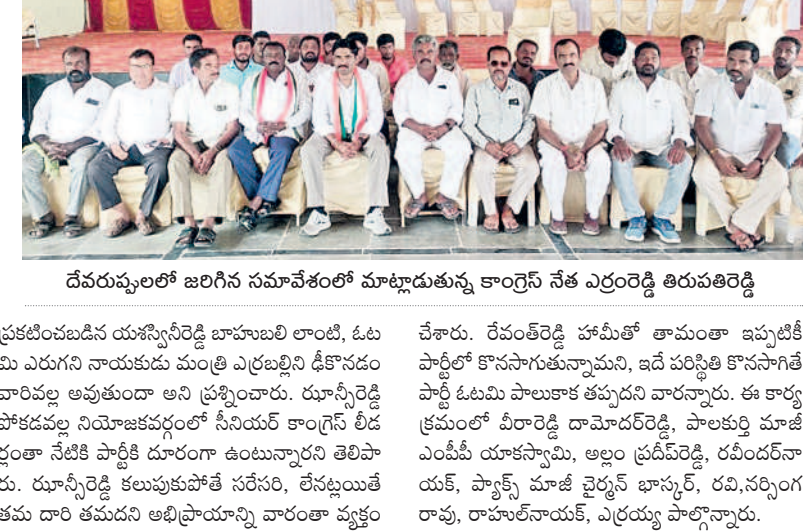 దేవరుప్పులలో జరిగిన సమావేశంలో మాట్లాడుతున్న కాంగ్రెస్ నేత ఎర్రంరెడ్డి తిరుపతిరెడ్డి
ప్రకటించబడిన యశస్వినీరెడ్డి బాహుబలి లాంటి, ఓట
మి ఎరుగని నాయకుడు మంత్రి ఎర్రబల్లిని ఢీకొనడం
వారివల్ల అవుతుందా అని ప్రశ్నించారు. ఝాన్సీరెడ్డి
పోకడవల్ల నియోజకవర్గంలో సీనియర్ కాంగ్రెస్ లీడ
ర్లంతా నేటికి పార్టీకి దూరంగా ఉంటున్నారని తెలిపా
రు. ఝాన్సీరెడ్డి కలుపుకుపోతే సరేసరి, లేనట్లయితే
తమ దారి తమదని అభిప్రాయాన్ని వారంతా వ్యక్తం
చేశారు. రేవంత్‌రెడ్డి హామీతో తామంతా ఇప్పటికీ
పార్టీలో కొనసాగుతున్నామని, ఇదే పరిస్థితి కొనసాగితే
పార్టీ ఓటమి పాలుకాక తప్పదని వారన్నారు. ఈ కార్య
క్రమంలో వీరారెడ్డి దామోదర్‌రెడ్డి, పాలకుర్తి మాజీ
ఎంపీపీ యాకస్వామి, అల్లం ప్రదీప్‌రెడ్డి, రవీందర్‌నా
యక్, ప్యాక్స్ మాజీ చైర్మన్ భాస్కర్, రవి,నర్సింగ
రావు, రాహుల్‌నాయక్, ఎర్రయ్య పాల్గొన్నారు.